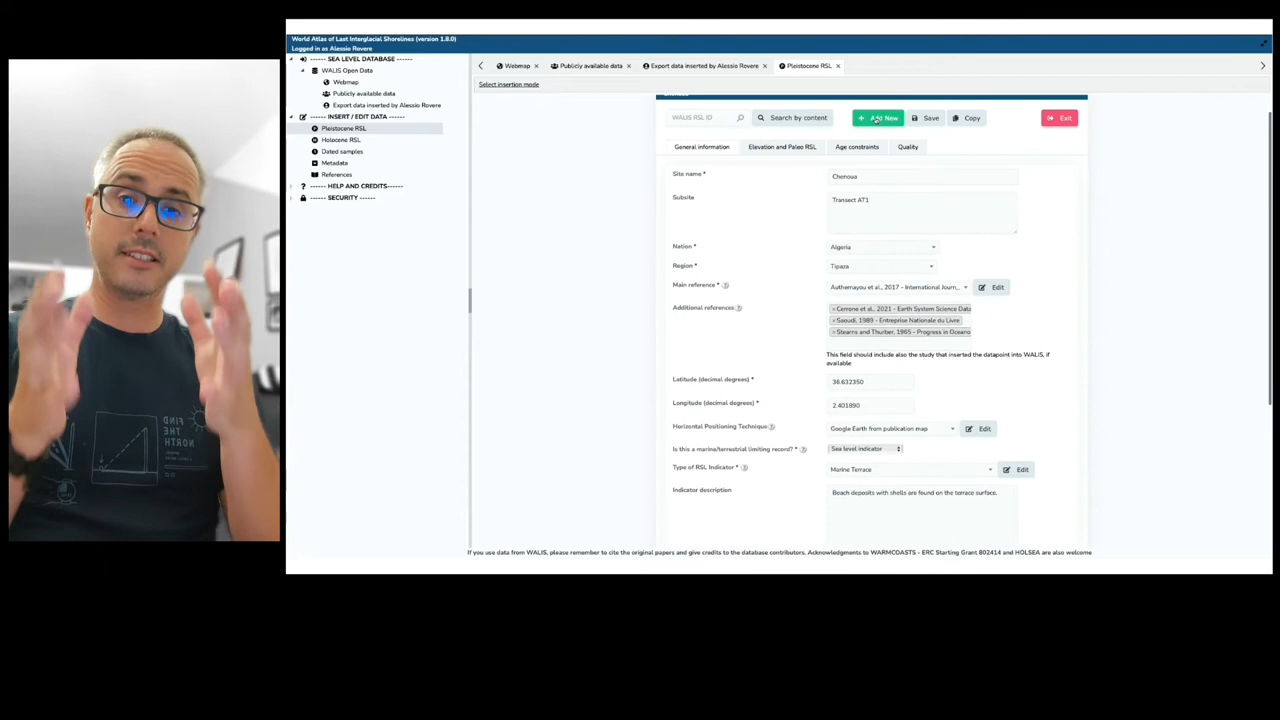 World Atlas of Last Interglacial Shorelines (version 1.8.0)
Logged in as Alessio Rovere
------ SEA LEVEL DATABASE ------
WALIS Open Data
Webmap
Publicly available data
Export data inserted by Alessio Rovere
------ INSERT / EDIT DATA ------
Pleistocene RSL
Holocene RSL
Dated samples
Metadata
References
------ HELP AND CREDITS------
------ SECURITY ------
Webmap × Publicly available data × Export data inserted by Alessio Rovere × Pleistocene RSL ×
Select insertion mode
WALIS RSL ID Search by content + Add New Save Copy Exit
General information Elevation and Paleo RSL Age constraints Quality
Site name * Chenoua
Subsite Transect AT1
Nation * Algeria
Region * Tipaza
Main reference * Authemayou et al., 2017 - International Journ... Edit
Additional references × Cerrone et al., 2021 - Earth System Science Data
× Saoudi, 1989 - Entreprise Nationale du Livre
× Stearns and Thurber, 1965 - Progress in Oceano
This field should include also the study that inserted the datapoint into WALIS, if
available
Latitude (decimal degrees) * 36.632350
Longitude (decimal degrees) * 2.401890
Horizontal Positioning Technique Google Earth from publication map Edit
Is this a marine/terrestrial limiting record? * Sea level indicator
Type of RSL Indicator * Marine Terrace Edit
Indicator description Beach deposits with shells are found on the terrace surface.
If you use data from WALIS, please remember to cite the original papers and give credits to the database contributors. Acknowledgments to WARMCOASTS - ERC Starting Grant 802414 and HOLSEA are also welcome
FIND
THE
NORTH